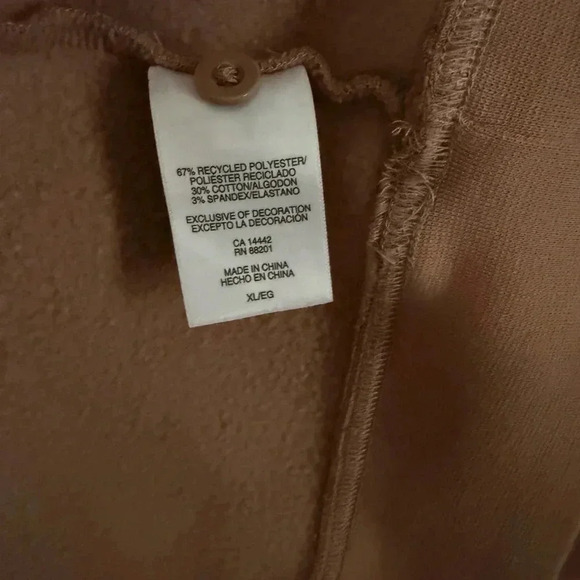 67% RECYCLED POLYESTER/
POLIÉSTER RECICLADO
30% COTTON/ALGODON
3% SPANDEX/ELASTANO
EXCLUSIVE OF DECORATION
EXCEPTO LA DECORACIÓN
CA 14442
RN 68201
MADE IN CHINA
HECHO EN CHINA
XL/EG